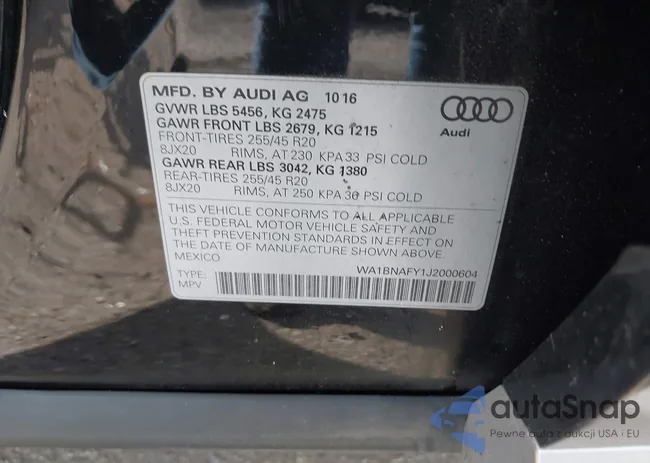 MFD. BY AUDI AG 10 16
GVWR LBS 5456, KG 2475
GAWR FRONT LBS 2679, KG 1215
FRONT-TIRES 255/45 R20
8JX20 RIMS, AT 230 KPA 33 PSI COLD
GAWR REAR LBS 3042, KG 1380
REAR-TIRES 255/45 R20
8JX20 RIMS, AT 250 KPA 36 PSI COLD
Audi
THIS VEHICLE CONFORMS TO ALL APPLICABLE
U.S. FEDERAL MOTOR VEHICLE SAFETY AND
THEFT PREVENTION STANDARDS IN EFFECT ON
THE DATE OF MANUFACTURE SHOWN ABOVE.
MEXICO
WA1BNAFY1J2000604
TYPE:
MPV
autaSnap
Pewne auta z aukcji USA i EU